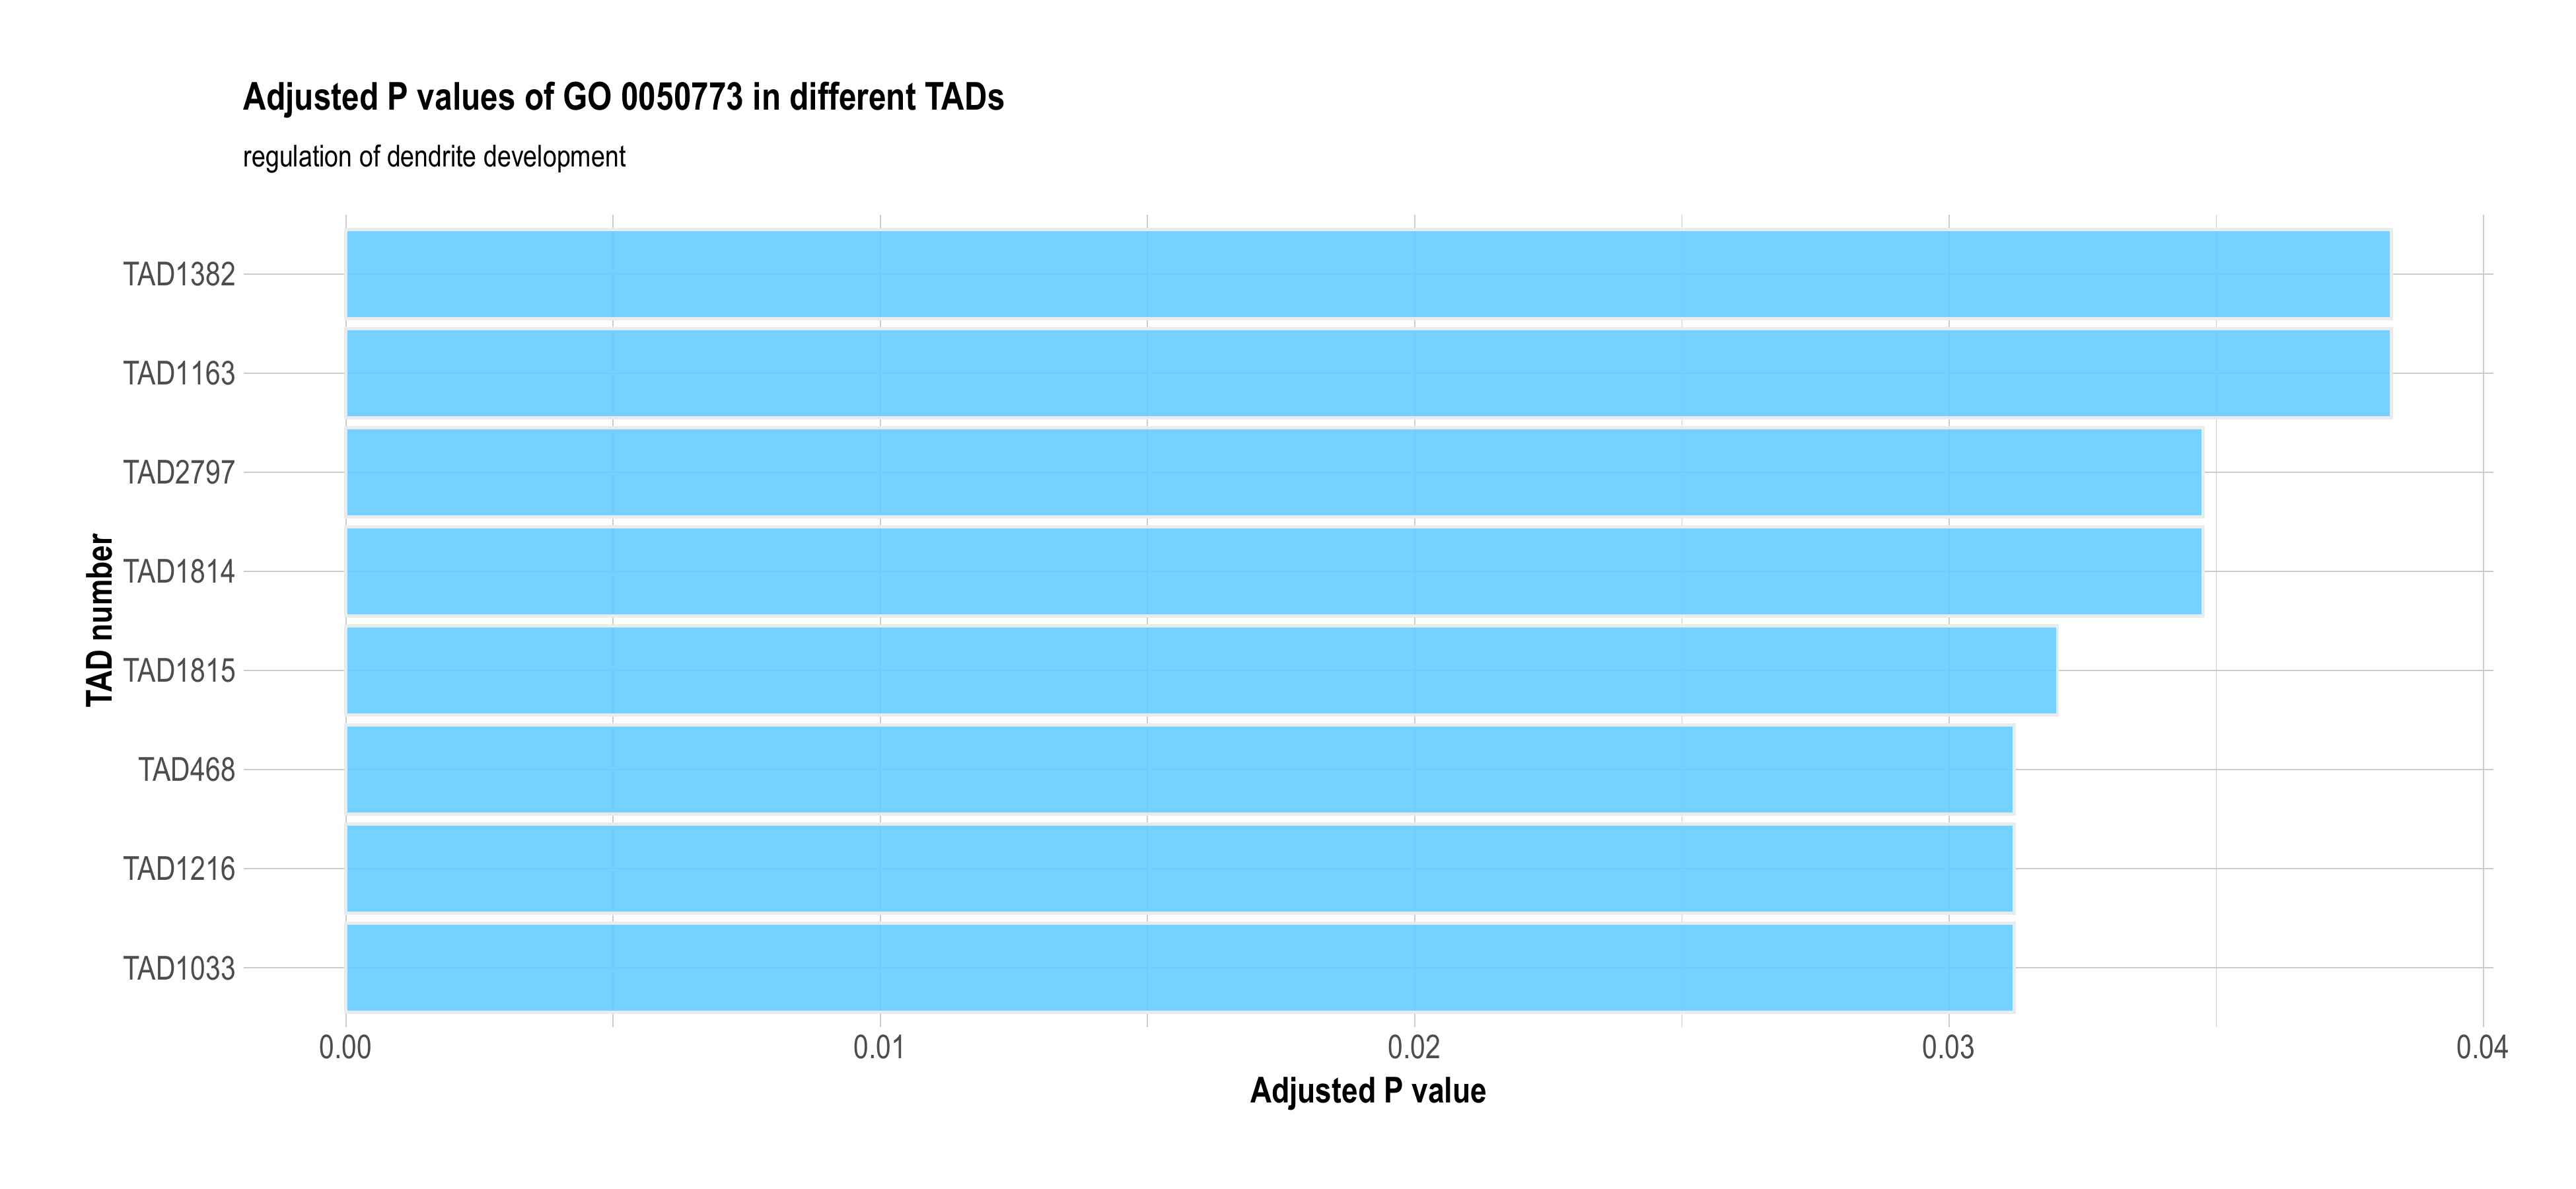 Adjusted P values of GO 0050773 in different TADs
regulation of dendrite development
TAD number
TAD1382
TAD1163
TAD2797
TAD1814
TAD1815
TAD468
TAD1216
TAD1033
0.00 0.01 0.02 0.03 0.04
Adjusted P value